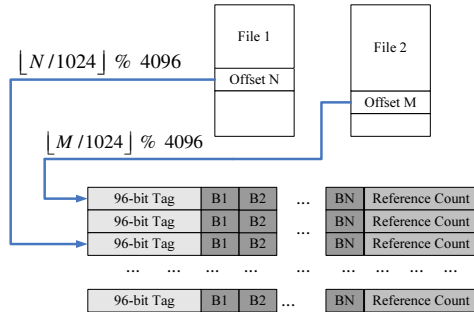 File 1
File 2
⌊N/1024⌋ % 4096
Offset N
Offset M
⌊M/1024⌋ % 4096
96-bit Tag B1 B2 ... BN Reference Count
96-bit Tag B1 B2 BN Reference Count
96-bit Tag B1 B2 ... BN Reference Count
... ... ... ... ... ... ... ... ...
96-bit Tag B1 B2 ... BN Reference Count